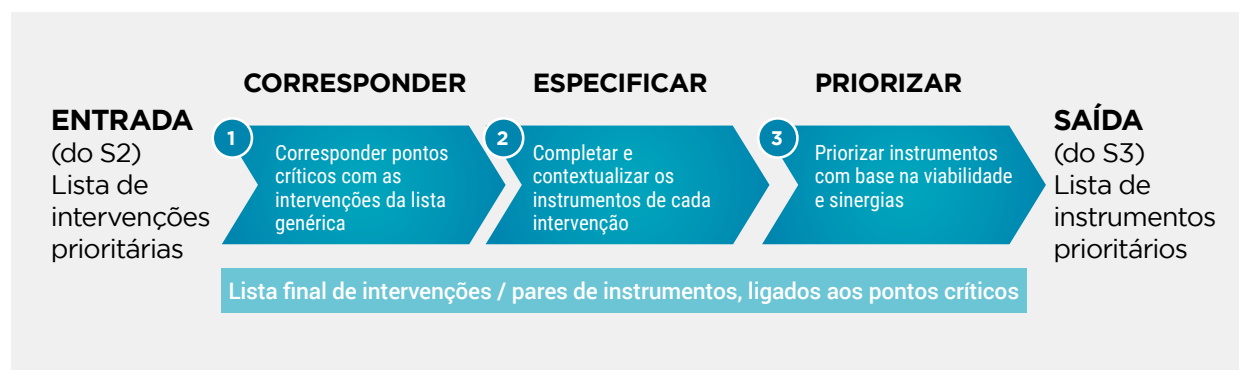 ENTRADA
(do S2)
Lista de
intervenções
prioritárias
CORRESPONDER
1
Corresponder pontos
críticos com as
intervenções da lista
genérica
ESPECIFICAR
2
Completar e
contextualizar os
instrumentos de cada
intervenção
PRIORIZAR
3
Priorizar instrumentos
com base na viabilidade
e sinergias
SAÍDA
(do S3)
Lista de
instrumentos
prioritários
Lista final de intervenções / pares de instrumentos, ligados aos pontos críticos